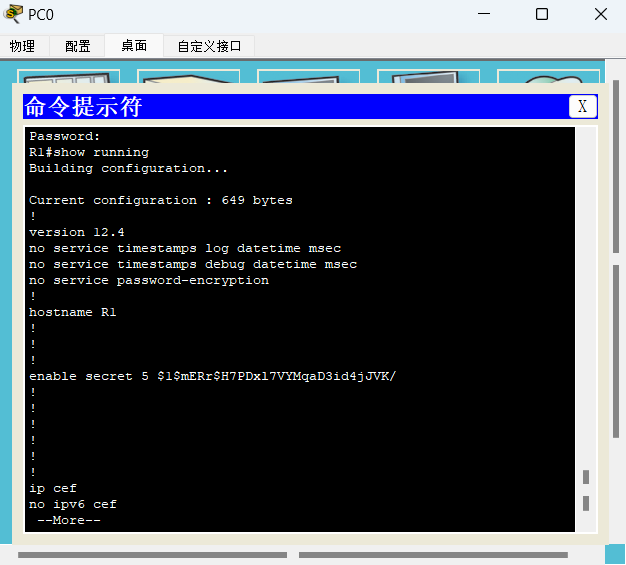 PC0
物理 配置 桌面 自定义接口
命令提示符 X
Password:
R1#show running
Building configuration...
Current configuration : 649 bytes
!
version 12.4
no service timestamps log datetime msec
no service timestamps debug datetime msec
no service password-encryption
!
hostname R1
!
!
!
enable secret 5 $1$mERr$H7PDxl7VYMqaD3id4jJVK/
!
!
!
!
!
!
ip cef
no ipv6 cef
--More--